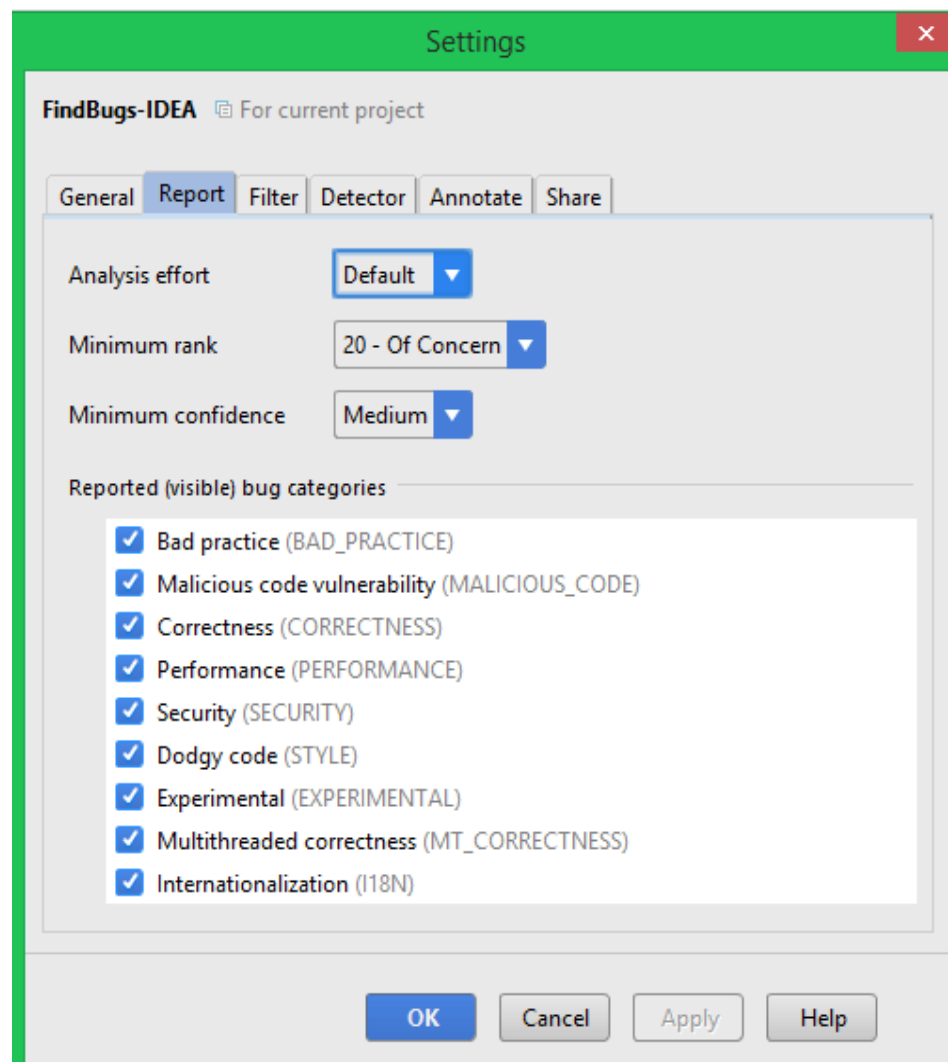 Settings
FindBugs-IDEA For current project
General Report Filter Detector Annotate Share
Analysis effort Default
Minimum rank 20 - Of Concern
Minimum confidence Medium
Reported (visible) bug categories
Bad practice (BAD_PRACTICE)
Malicious code vulnerability (MALICIOUS_CODE)
Correctness (CORRECTNESS)
Performance (PERFORMANCE)
Security (SECURITY)
Dodgy code (STYLE)
Experimental (EXPERIMENTAL)
Multithreaded correctness (MT_CORRECTNESS)
Internationalization (I18N)
OK Cancel Apply Help